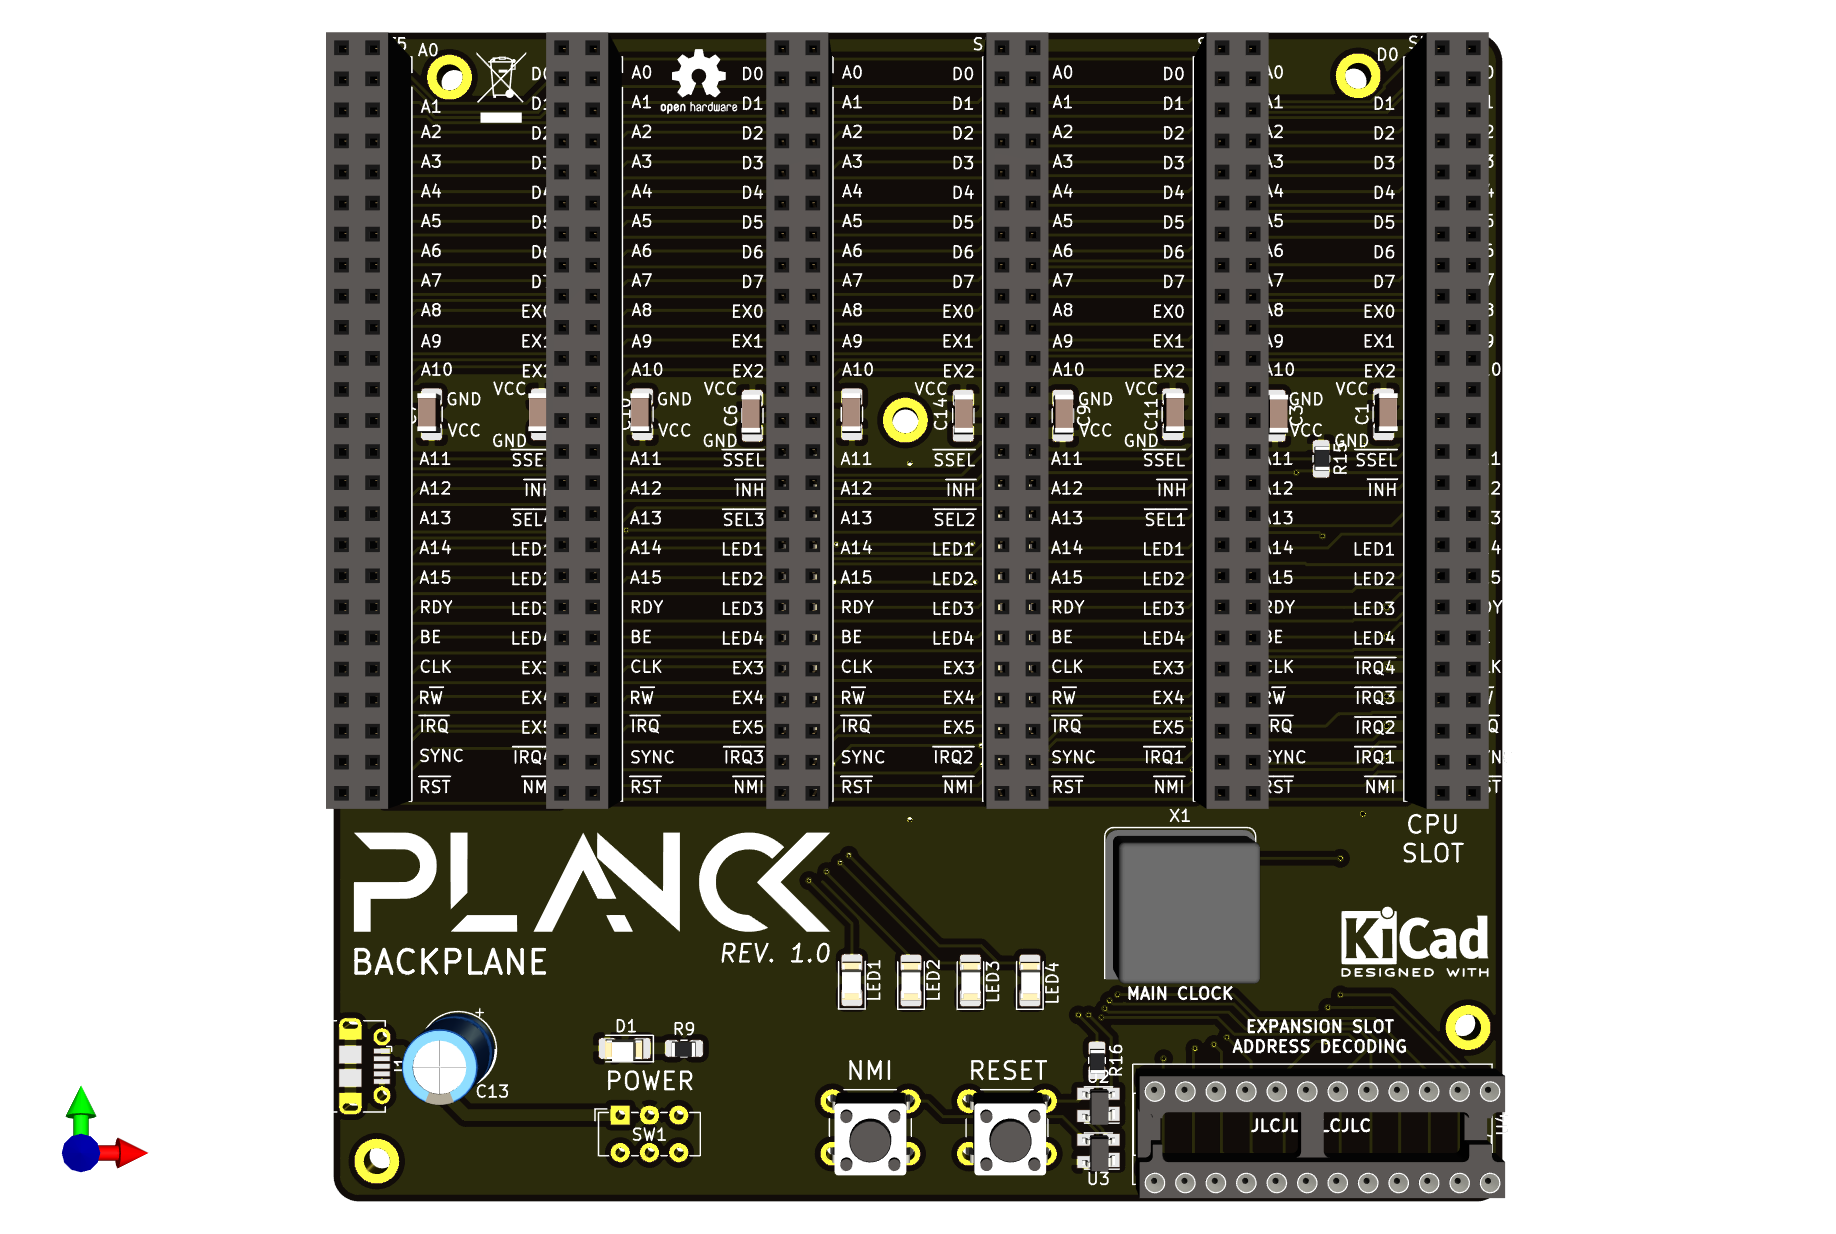 A0 D0 A0 D0 A0 D0 A0 D0 A0 D0
open hardware
A1 D1 A1 D1 A1 D1 A1 D1 A1 D1
A2 D2 A2 D2 A2 D2 A2 D2 A2 D2
A3 D3 A3 D3 A3 D3 A3 D3 A3 D3
A4 D4 A4 D4 A4 D4 A4 D4 A4 D4
A5 D5 A5 D5 A5 D5 A5 D5 A5 D5
A6 D6 A6 D6 A6 D6 A6 D6 A6 D6
A7 D7 A7 D7 A7 D7 A7 D7 A7 D7
A8 EX0 A8 EX0 A8 EX0 A8 EX0 A8 EX0
A9 EX1 A9 EX1 A9 EX1 A9 EX1 A9 EX1
A10 EX2 A10 EX2 A10 EX2 A10 EX2 A10 EX2
VCC VCC VCC VCC VCC
GND GND GND GND
C10 C6 C14 C9 C11 C3 C1
VCC VCC VCC VCC
GND GND GND GND
A11 SSEL A11 SSEL A11 SSEL A11 SSEL A11 R15 SSEL
A12 INH A12 INH A12 INH A12 INH INH
A13 SEL4 A13 SEL3 A13 SEL2 A13 SEL1 A13
A14 LED1 A14 LED1 A14 LED1 A14 LED1 A14 LED1
A15 LED2 A15 LED2 A15 LED2 A15 LED2 LED2
RDY LED3 RDY LED3 RDY LED3 RDY LED3 RDY LED3
BE LED4 BE LED4 BE LED4 BE LED4 BE LED4
CLK EX3 CLK EX3 CLK EX3 CLK EX3 CLK IRQ4
RW EX4 RW EX4 RW EX4 RW EX4 RW IRQ3
IRQ EX5 IRQ EX5 IRQ EX5 IRQ EX5 IRQ IRQ2
SYNC IRQ4 SYNC IRQ3 SYNC IRQ2 SYNC IRQ1 SYNC IRQ1
RST NMI RST NMI RST NMI RST NMI RST NMI
X1
CPU
SLOT
PLANCK
BACKPLANE
REV. 1.0
LED1 LED2 LED3 LED4
KiCad
DESIGNED WITH
MAIN CLOCK
EXPANSION SLOT
ADDRESS DECODING
+
C13
D1 R9
POWER
SW1
NMI
RESET
R16
U3
JLCJL LCJLC